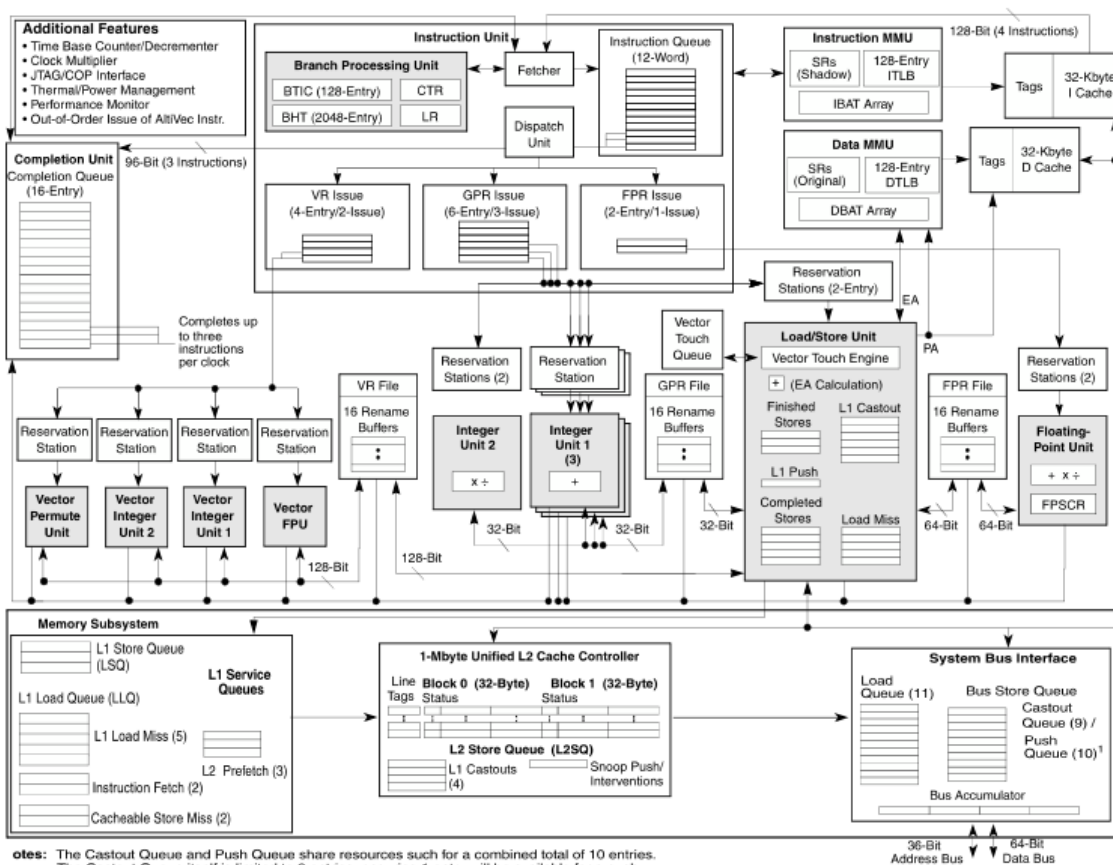 Additional Features
• Time Base Counter/Decrementer
• Clock Multiplier
• JTAG/COP Interface
• Thermal/Power Management
• Performance Monitor
• Out-of-Order Issue of AltiVec Instr.
Instruction Unit
Branch Processing Unit
BTIC (128-Entry)
CTR
BHT (2048-Entry)
LR
Fetcher
Instruction Queue
(12-Word)
Dispatch
Unit
Instruction MMU
SRs
(Shadow)
128-Entry
ITLB
IBAT Array
128-Bit (4 Instructions)
Tags
32-Kbyte
I Cache
Data MMU
SRs
(Original)
128-Entry
DTLB
DBAT Array
Tags
32-Kbyte
D Cache
Completion Unit
Completion Queue
(16-Entry)
96-Bit (3 Instructions)
Completes up
to three
instructions
per clock
VR Issue
(4-Entry/2-Issue)
GPR Issue
(6-Entry/3-Issue)
FPR Issue
(2-Entry/1-Issue)
Reservation
Stations (2-Entry)
EA
PA
Vector
Touch
Queue
Load/Store Unit
Vector Touch Engine
+
(EA Calculation)
Finished
Stores
L1 Castout
L1 Push
Completed
Stores
Load Miss
Reservation
Station
Reservation
Station
Reservation
Station
Reservation
Station
Vector
Permute
Unit
Vector
Integer
Unit 2
Vector
Integer
Unit 1
Vector
FPU
VR File
16 Rename
Buffers
Reservation
Stations (2)
Reservation
Station
Integer
Unit 2
x ÷
Integer
Unit 1
(3)
+
GPR File
16 Rename
Buffers
FPR File
16 Rename
Buffers
Reservation
Stations (2)
Floating-
Point Unit
+ x ÷
FPSCR
128-Bit
128-Bit
32-Bit
32-Bit
32-Bit
64-Bit
64-Bit
Memory Subsystem
L1 Store Queue
(LSQ)
L1 Service
Queues
L1 Load Queue (LLQ)
L1 Load Miss (5)
L2 Prefetch (3)
Instruction Fetch (2)
Cacheable Store Miss (2)
1-Mbyte Unified L2 Cache Controller
Line
Tags
Block 0 (32-Byte)
Status
Block 1 (32-Byte)
Status
L2 Store Queue (L2SQ)
L1 Castouts
(4)
Snoop Push/
Interventions
System Bus Interface
Load
Queue (11)
Bus Store Queue
Castout
Queue (9) /
Push
Queue (10)1
Bus Accumulator
36-Bit
Address Bus
64-Bit
Data Bus
otes: The Castout Queue and Push Queue share resources such for a combined total of 10 entries.